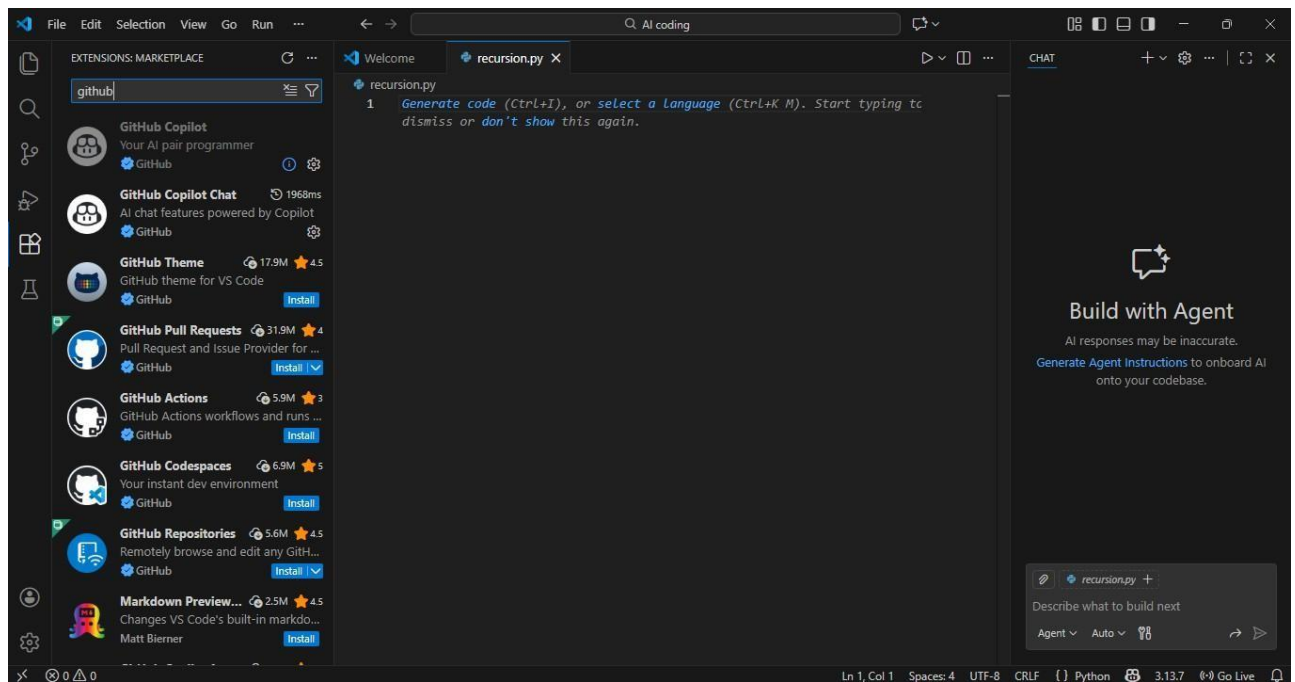 File Edit Selection View Go Run ··· AI coding
EXTENSIONS: MARKETPLACE
github
GitHub Copilot
Your AI pair programmer
GitHub
GitHub Copilot Chat 1968ms
AI chat features powered by Copilot
GitHub
GitHub Theme 17.9M 4.5
GitHub theme for VS Code
GitHub Install
GitHub Pull Requests 31.9M 4
Pull Request and Issue Provider for ...
GitHub Install
GitHub Actions 5.9M 3
GitHub Actions workflows and runs ...
GitHub Install
GitHub Codespaces 6.9M 5
Your instant dev environment
GitHub Install
GitHub Repositories 5.6M 4.5
Remotely browse and edit any GitH...
GitHub Install
Markdown Preview... 2.5M 4.5
Changes VS Code's built-in markdo...
Matt Bierner Install
Welcome recursion.py
recursion.py
1 Generate code (Ctrl+I), or select a language (Ctrl+K M). Start typing to
dismiss or don't show this again.
CHAT
Build with Agent
AI responses may be inaccurate.
Generate Agent Instructions to onboard AI
onto your codebase.
recursion.py
Describe what to build next
Agent Auto
0 0 Ln 1, Col 1 Spaces: 4 UTF-8 CRLF {} Python 3.13.7 Go Live